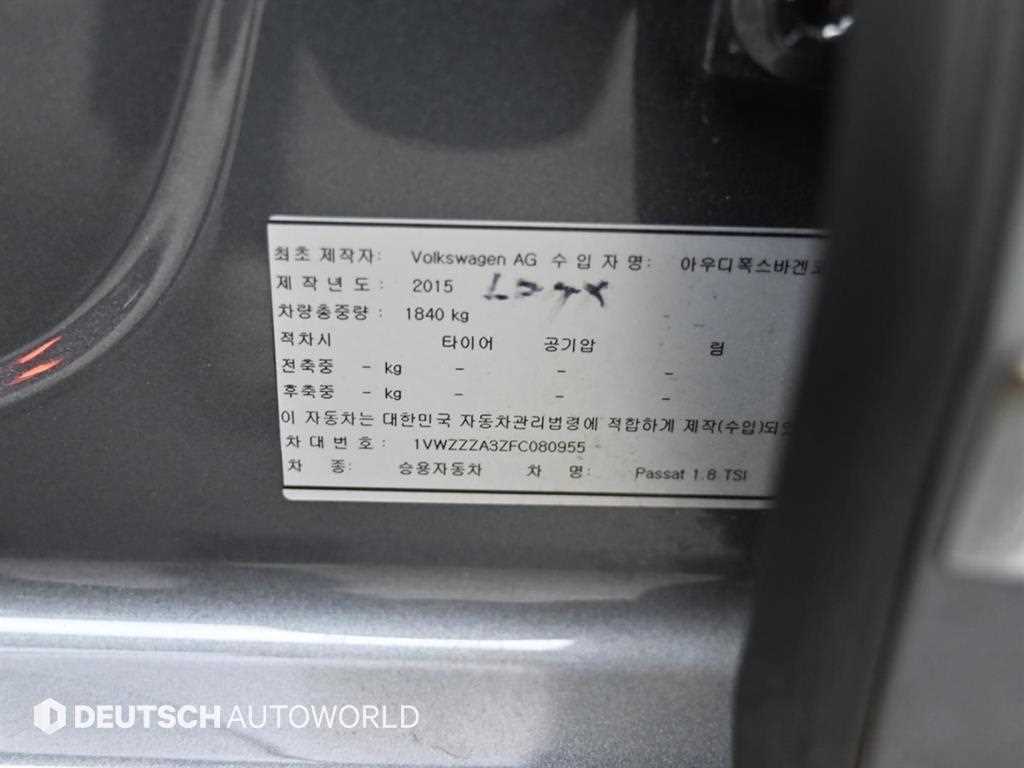 최초 제작자: Volkswagen AG 수 입 자 명: 아우디폭스바겐
제 작 년 도 : 2015
차량총중량 : 1840 kg
적차시 타이어 공기압 림
전축중 - kg - - -
후축중 - kg - - -
이 자동차는 대한민국 자동차관리법령에 적합하게 제작(수입)되었
차 대 번 호 : 1VWZZZA3ZFC080955
차 종: 승용자동차 차 명: Passat 1.8 TSI
DEUTSCH AUTOWORLD